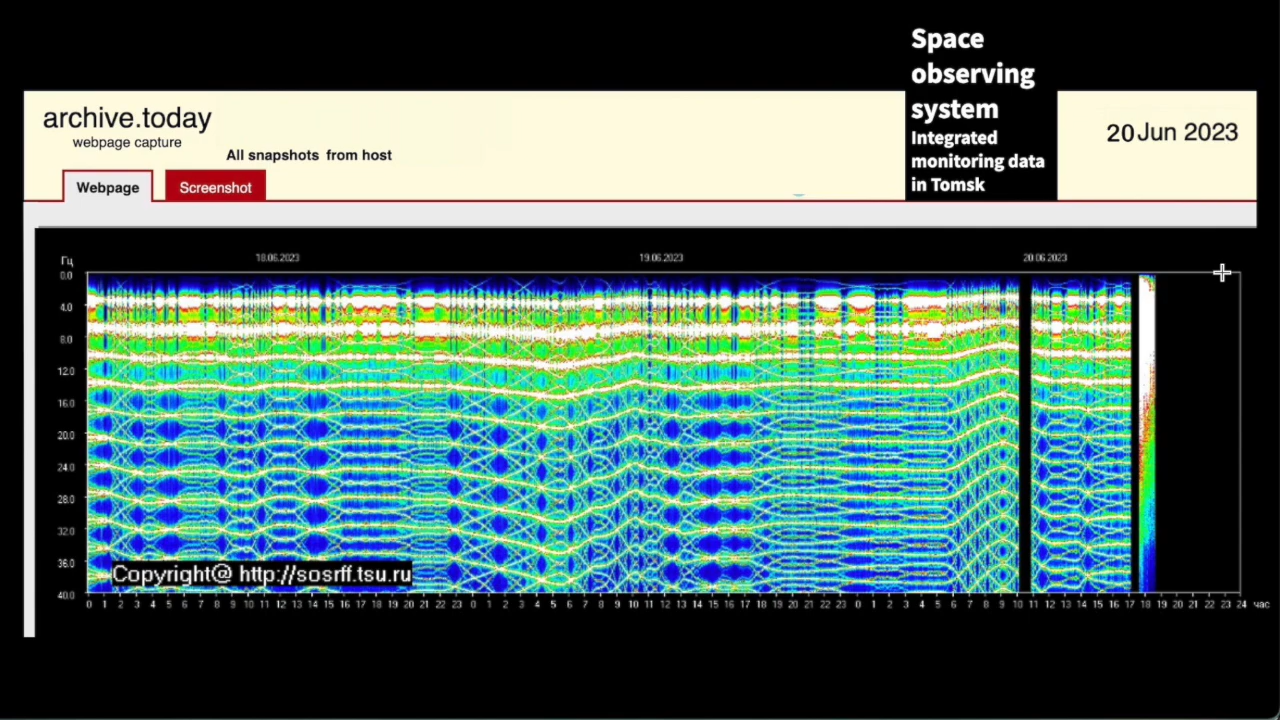 Space
observing
system
Integrated
monitoring data
in Tomsk
archive.today
webpage capture
20 Jun 2023
All snapshots from host
Webpage
Screenshot
18.06.2023
19.06.2023
20.06.2023
Гц
0.0
4.0
8.0
12.0
16.0
20.0
24.0
28.0
32.0
36.0
40.0
Copyright@ http://sosrff.tsu.ru
0 1 2 3 4 5 6 7 8 9 10 11 12 13 14 15 16 17 18 19 20 21 22 23 0 1 2 3 4 5 6 7 8 9 10 11 12 13 14 15 16 17 18 19 20 21 22 23 0 1 2 3 4 5 6 7 8 9 10 11 12 13 14 15 16 17 18 19 20 21 22 23 24 час